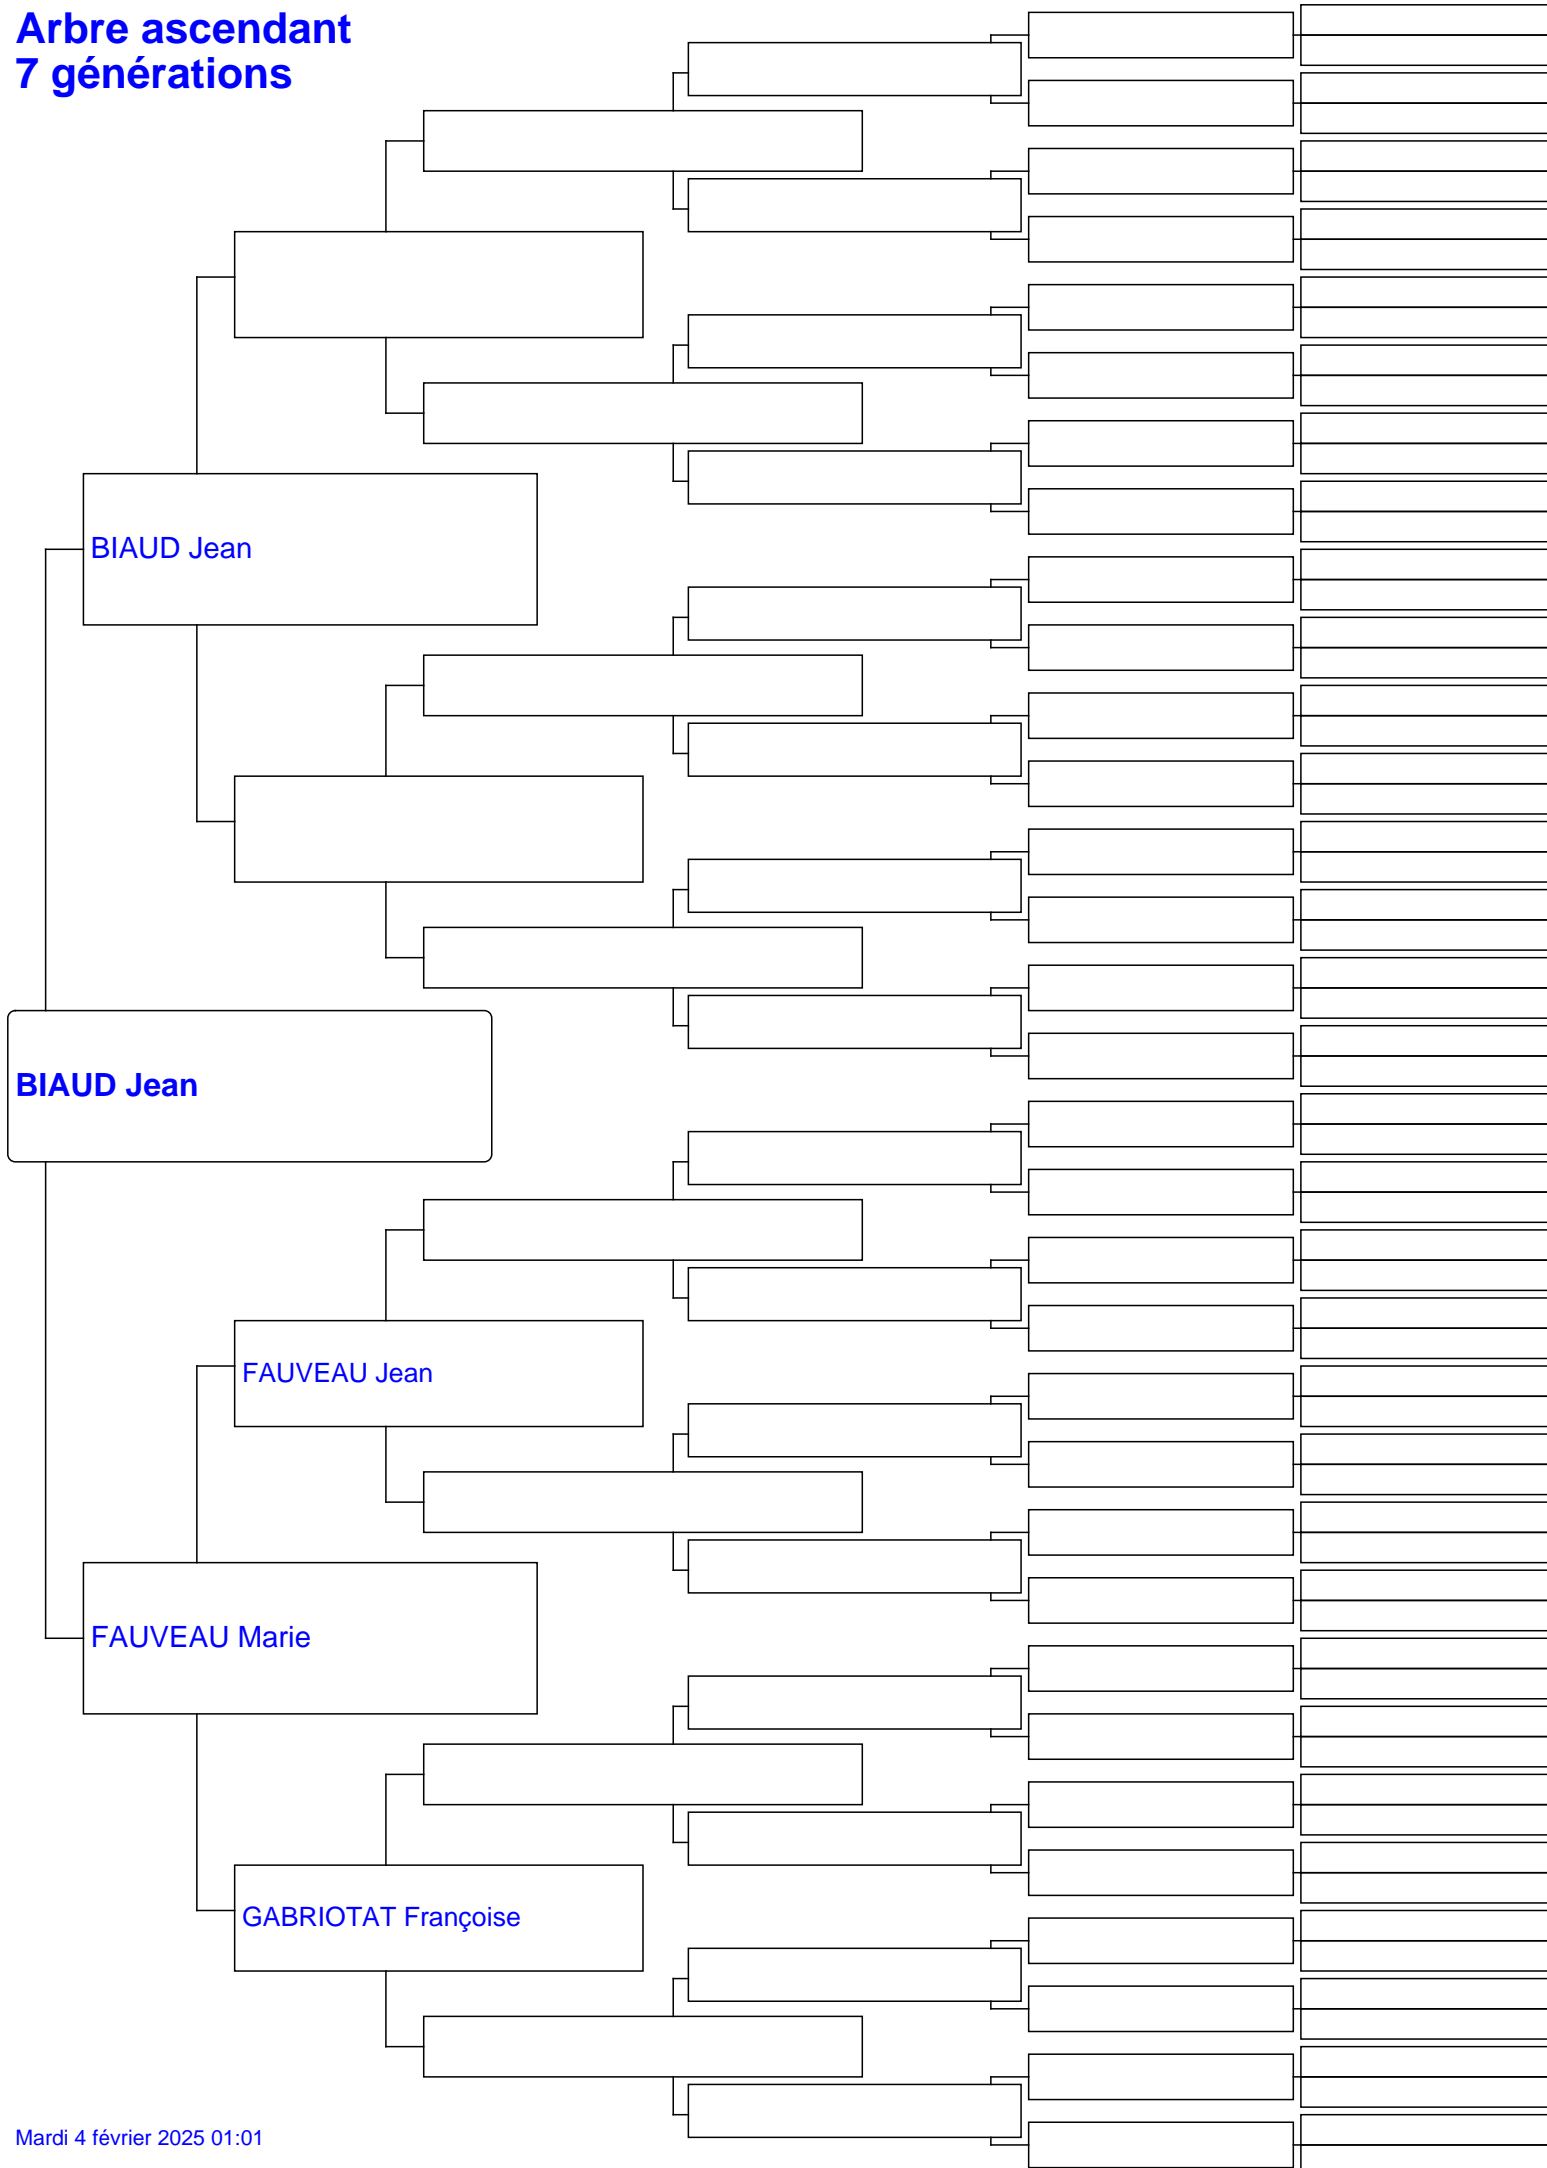 Arbre ascendant
7 générations
BIAUD Jean
BIAUD Jean
FAUVEAU Jean
FAUVEAU Marie
GABRIOTAT Françoise
Mardi 4 février 2025 01:01